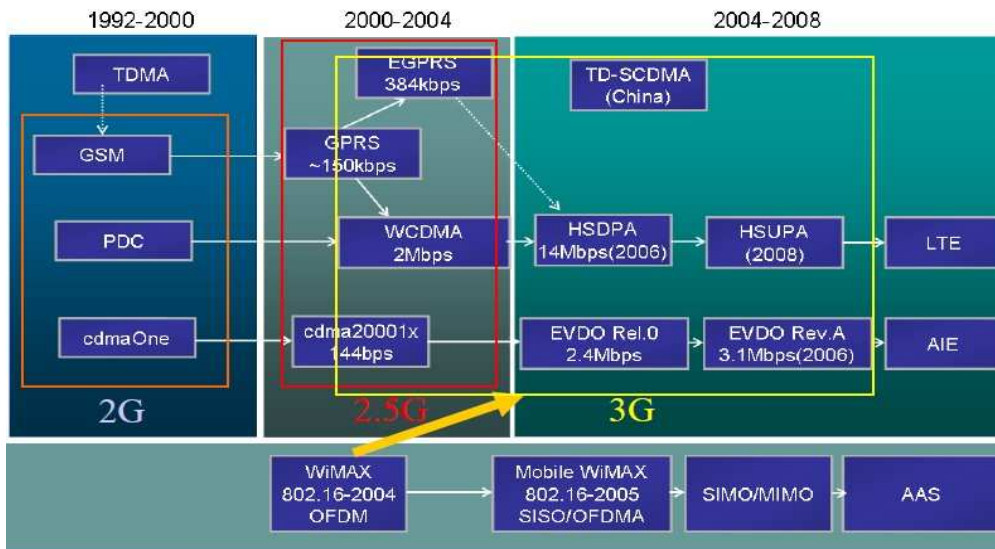 1992-2000
2000-2004
2004-2008
TDMA
EGPRS
384kbps
TD-SCDMA
(China)
GSM
GPRS
~150kbps
PDC
WCDMA
2Mbps
HSDPA
14Mbps(2006)
HSUPA
(2008)
LTE
cdmaOne
cdma20001x
144bps
EVDO Rel.0
2.4Mbps
EVDO Rev.A
3.1Mbps(2006)
AIE
2G
2.5G
3G
WiMAX
802.16-2004
OFDM
Mobile WiMAX
802.16-2005
SISO/OFDMA
SIMO/MIMO
AAS